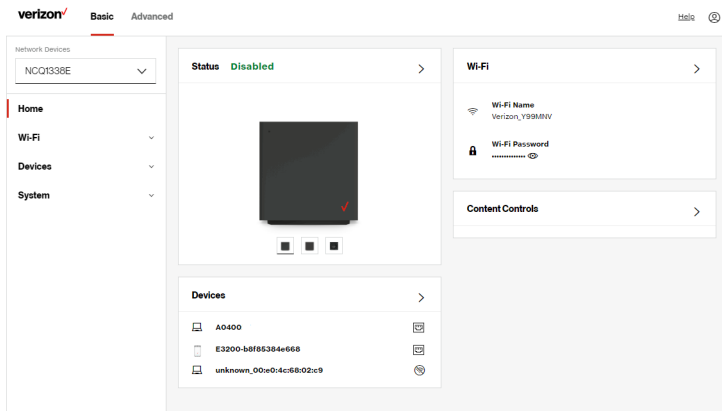 verizon
Basic
Advanced
Help
Network Devices
NCQ1338E
Home
Wi-Fi
Devices
System
Status Disabled
Devices
A0400
E3200-b8f85384e668
unknown_00:e0:4c:68:02:c9
Wi-Fi
Wi-Fi Name
Verizon_Y99MNV
Wi-Fi Password
••••••••••••••
Content Controls